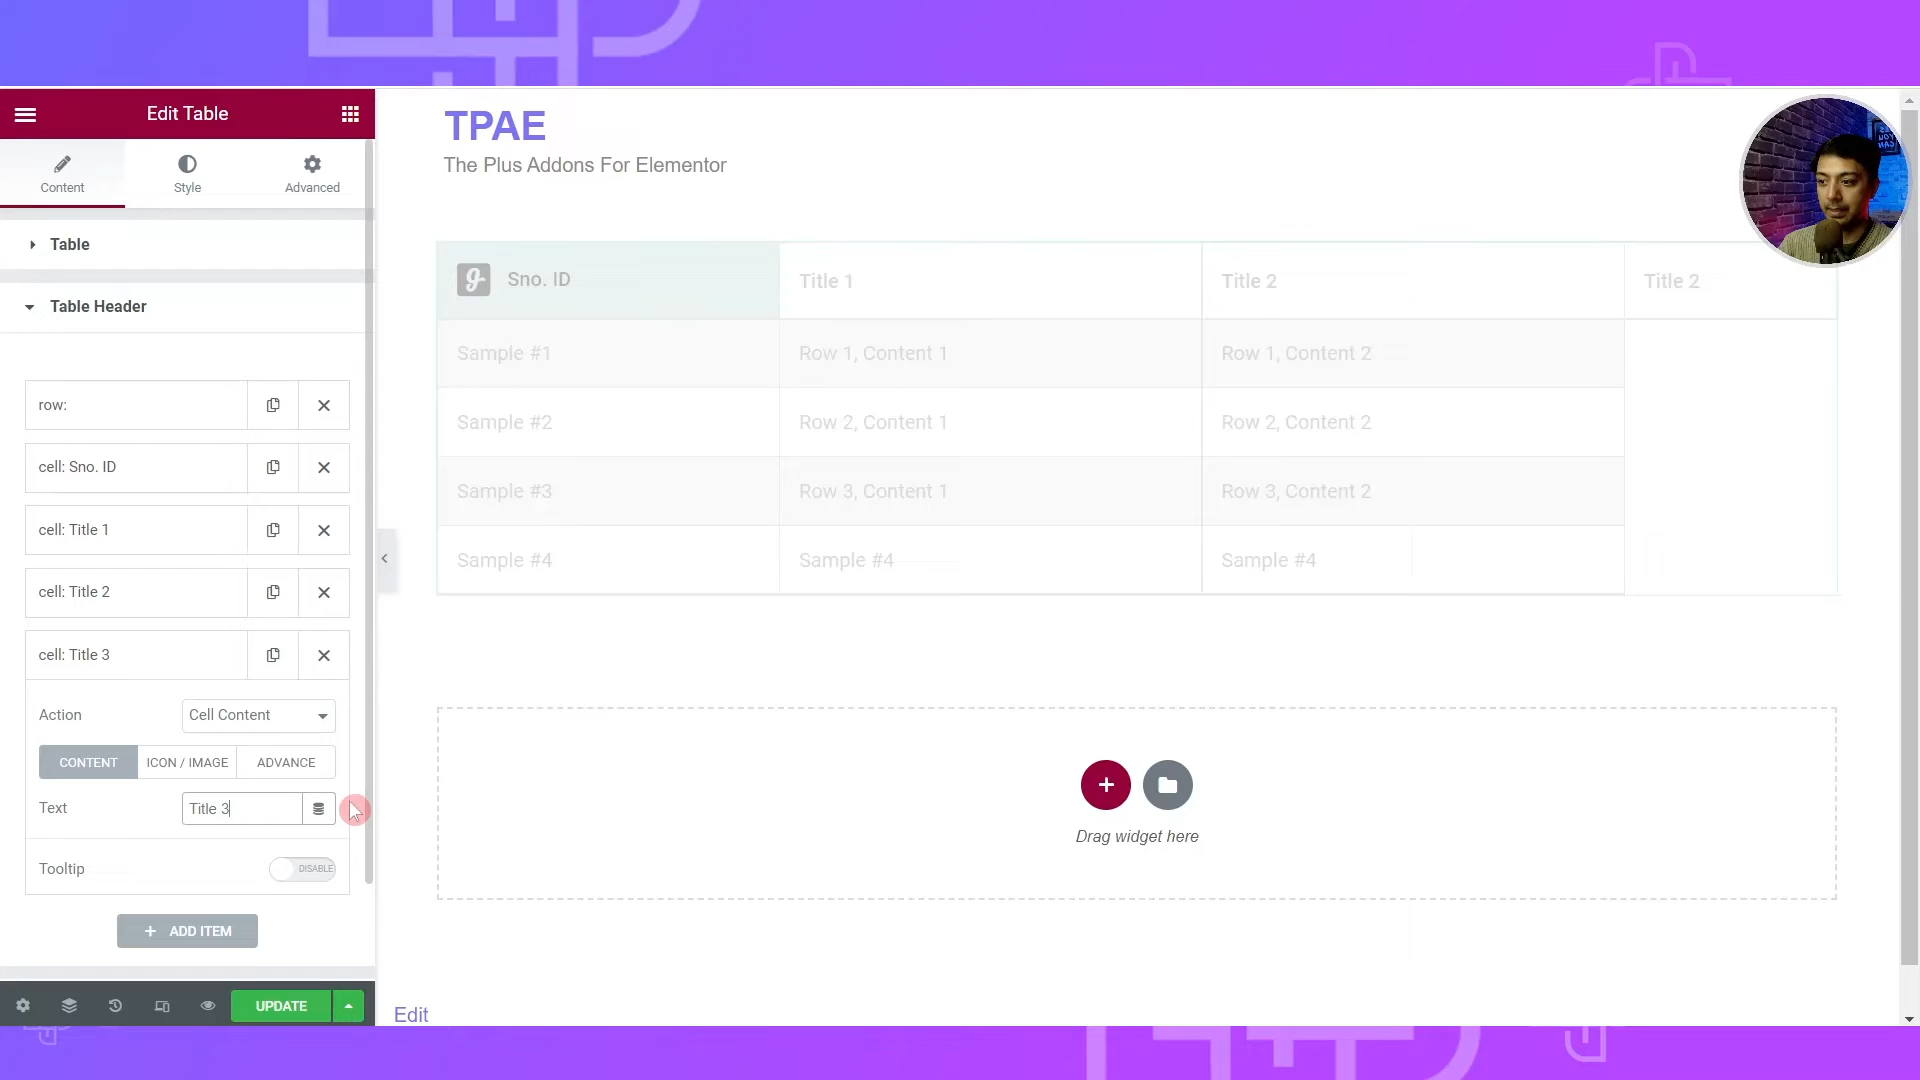 Edit Table
Content
Style
Advanced
Table
Table Header
row:
cell: Sno. ID
cell: Title 1
cell: Title 2
cell: Title 3
Action
Cell Content
CONTENT
ICON / IMAGE
ADVANCE
Text
Title 3
Tooltip
DISABLE
+ ADD ITEM
UPDATE
TPAE
The Plus Addons For Elementor
g Sno. ID
Title 1
Title 2
Title 2
Sample #1
Row 1, Content 1
Row 1, Content 2
Sample #2
Row 2, Content 1
Row 2, Content 2
Sample #3
Row 3, Content 1
Row 3, Content 2
Sample #4
Sample #4
Sample #4
Drag widget here
Edit